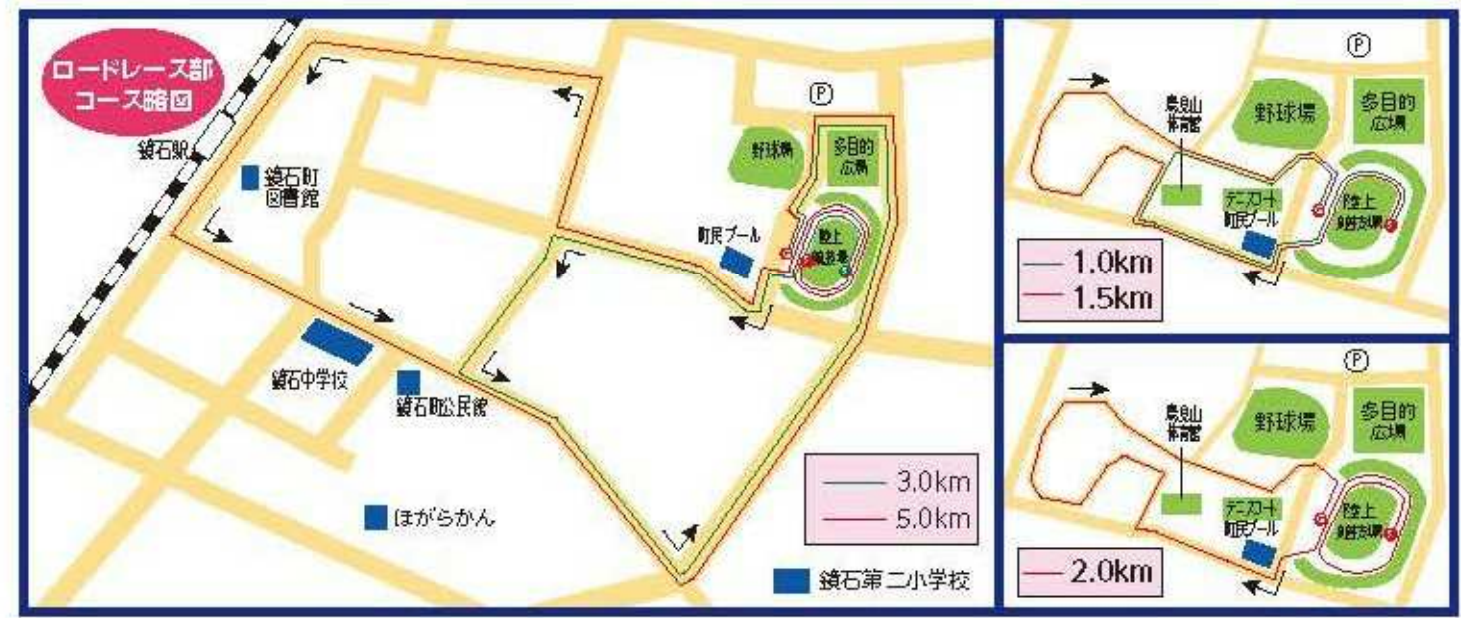 ロードレース部
コース略図
鏡石駅
鏡石町
図書館
鏡石中学校
鏡石町公民館
ほがらかん
鏡石第二小学校
町民プール
野球場
多目的
広場
陸上
競技場
P
3.0km
5.0km
P
鳥見山
体育館
野球場
多目的
広場
テニスコート
町民プール
陸上
競技場
1.0km
1.5km
P
鳥見山
体育館
野球場
多目的
広場
テニスコート
町民プール
陸上
競技場
2.0km